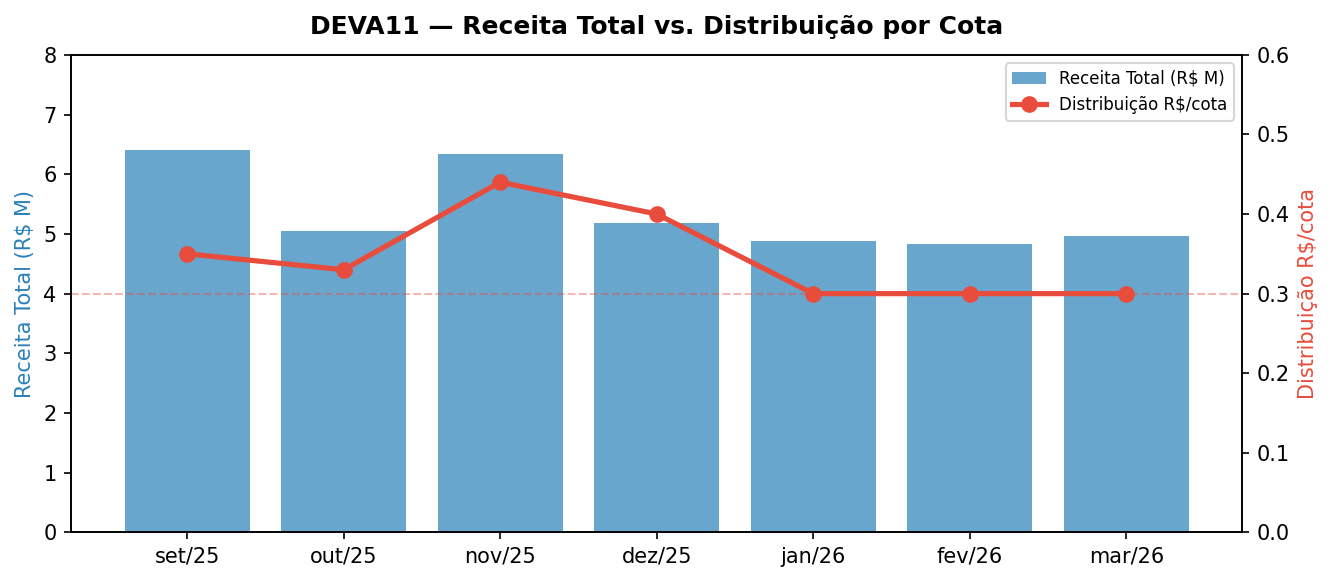 DEVA11 — Receita Total vs. Distribuição por Cota
Receita Total (R$ M)
Distribuição R$/cota
Receita Total (R$ M)
8
7
6
5
4
3
2
1
0
0.6
0.5
0.4
0.3
0.2
0.1
0.0
Distribuição R$/cota
set/25 out/25 nov/25 dez/25 jan/26 fev/26 mar/26